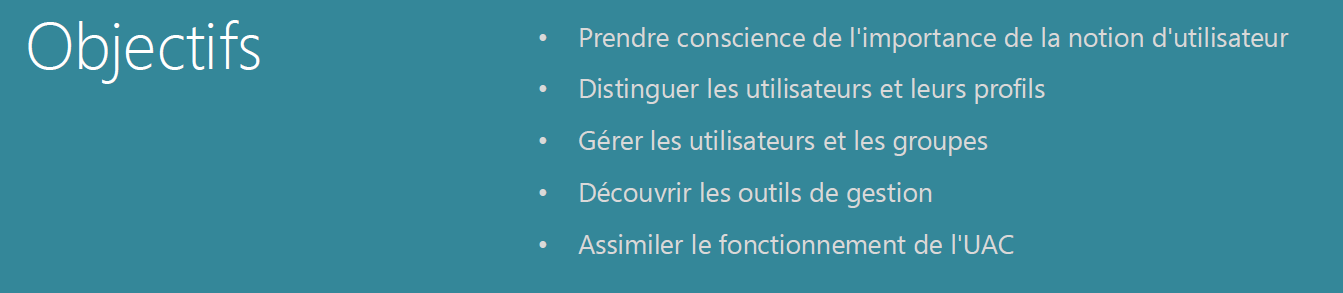 Objectifs
• Prendre conscience de l'importance de la notion d'utilisateur
• Distinguer les utilisateurs et leurs profils
• Gérer les utilisateurs et les groupes
• Découvrir les outils de gestion
• Assimiler le fonctionnement de l'UAC